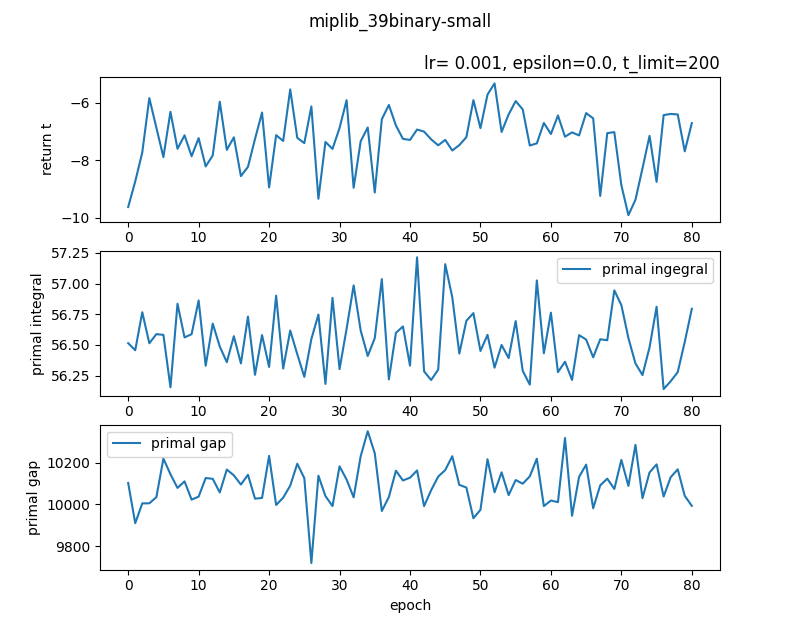 miplib_39binary-small
lr= 0.001, epsilon=0.0, t_limit=200
return t
−6
−8
−10
0 10 20 30 40 50 60 70 80
primal integral
57.25
57.00
56.75
56.50
56.25
primal ingegral
0 10 20 30 40 50 60 70 80
primal gap
10200
10000
9800
primal gap
0 10 20 30 40 50 60 70 80
epoch